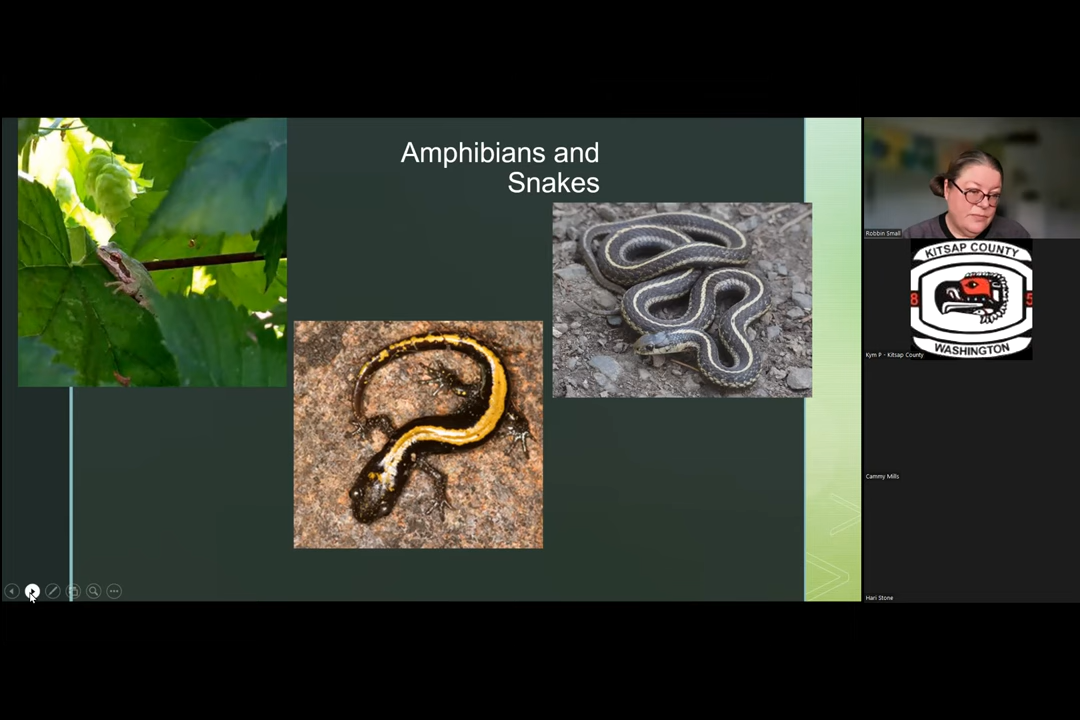 Amphibians and
Snakes
Robbin Small
KITSAP COUNTY
8 5
WASHINGTON
Kym P - Kitsap County
Cammy Mills
Hari Stone